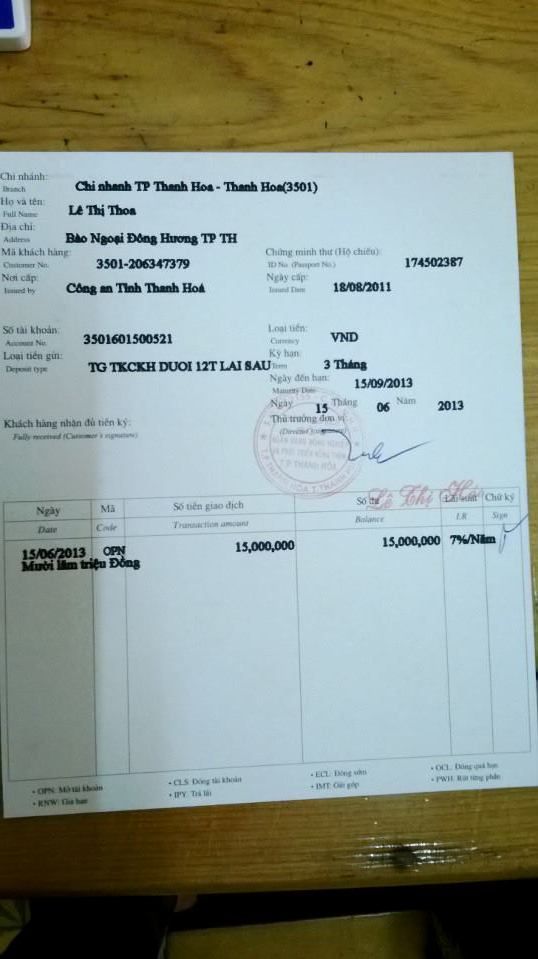 Chi nhánh: Chi nhanh TP Thanh Hoa - Thanh Hoa(3501)
Branch
Họ và tên: Lê Thị Thoa
Full Name
Địa chỉ: Bào Ngoại Đông Hương TP TH
Address
Mã khách hàng: 3501-206347379 Chứng minh thư (Hộ chiếu): 174502387
Customer No. ID No. (Passport No.)
Nơi cấp: Công an Tỉnh Thanh Hoá Ngày cấp: 18/08/2011
Issued by Issued Date
Số tài khoản: 3501601500521 Loại tiền: VND
Account No. Currency
Loại tiền gửi: TG TKCKH DUOI 12T LAI SAU Kỳ hạn: 3 Tháng
Deposit type Term
Ngày đến hạn: 15/09/2013
Maturity Date
Ngày 15 Tháng 06 Năm 2013
Khách hàng nhận đủ tiền ký: Thủ trưởng đơn vị
Fully received (Customer's signature) (Director
T.P THANH HÓA
Lê Thị
Ngày Mã Số tiền giao dịch Số dư Lãi suất Chữ ký
Date Code Transaction amount Balance I.R Sign
15/06/2013 OPN 15,000,000 15,000,000 7%/Năm
Mười lăm triệu Đồng
• OPN: Mở tài khoản • CLS: Đóng tài khoản • ECL: Đóng sớm • OCL: Đóng quá hạn
• RNW: Gia hạn • IPY: Trả lãi • IMT: Gửi góp • PWH: Rút từng phần